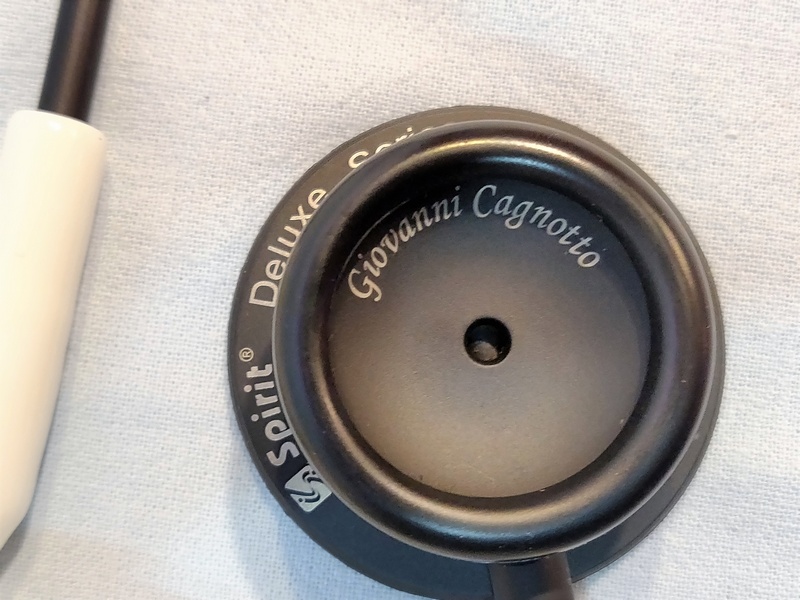 Giovanni Cagnotto
Spirit® Deluxe